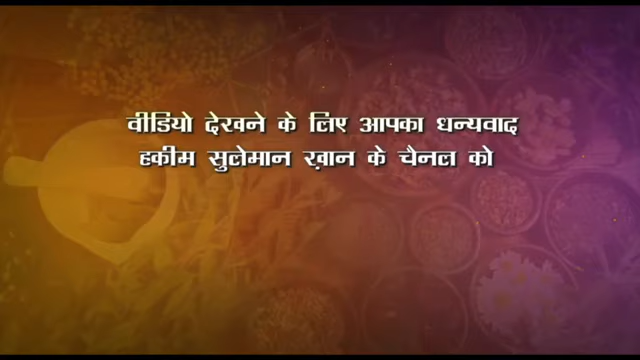 वीडियो देखने के लिए आपका धन्यवाद
हकीम सुलेमान ख़ान के चैनल को